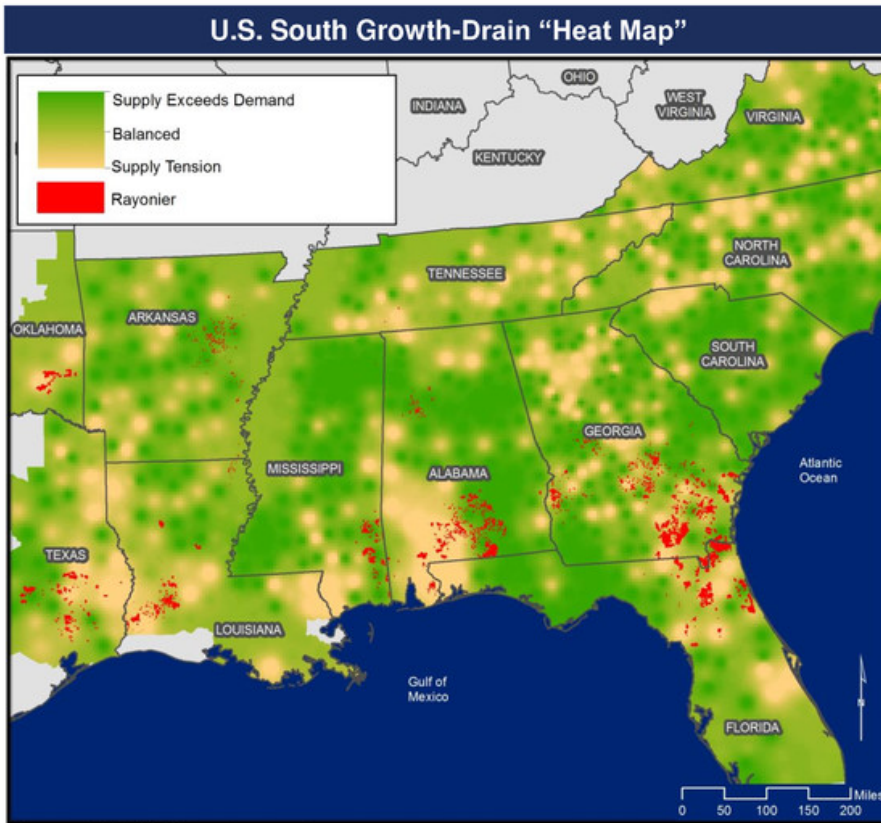 U.S. South Growth-Drain “Heat Map”
Supply Exceeds Demand
Balanced
Supply Tension
Rayonier
OHIO
INDIANA
WEST
VIRGINIA
VIRGINIA
KENTUCKY
NORTH
CAROLINA
TENNESSEE
ARKANSAS
OKLAHOMA
SOUTH
CAROLINA
GEORGIA
MISSISSIPPI
ALABAMA
Atlantic
Ocean
TEXAS
LOUISIANA
Gulf of
Mexico
FLORIDA
N
Miles
0 50 100 150 200